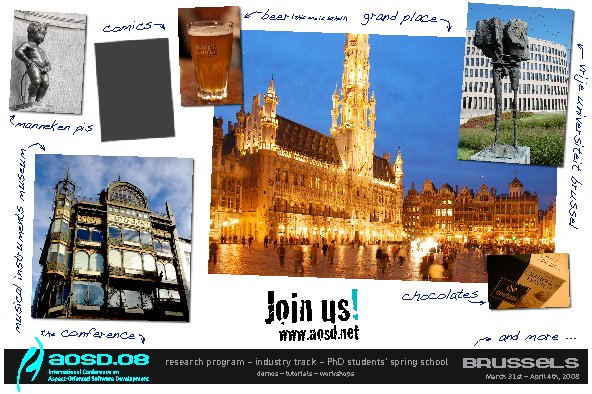 comics
beer
grand place
manneken pis
vrije universiteit brussel
musical instruments museum
chocolates
Join us!
www.aosd.net
the conference
and more ...
aosd.08
International Conference on
Aspect-Oriented Software Development
research program – industry track – PhD students' spring school
demos – tutorials – workshops
BRUSSELS
March 31st – April 4th, 2008